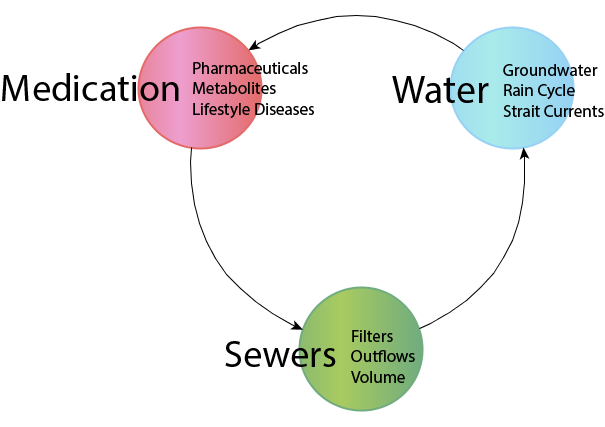 Medication
Pharmaceuticals
Metabolites
Lifestyle Diseases
Water
Groundwater
Rain Cycle
Strait Currents
Sewers
Filters
Outflows
Volume